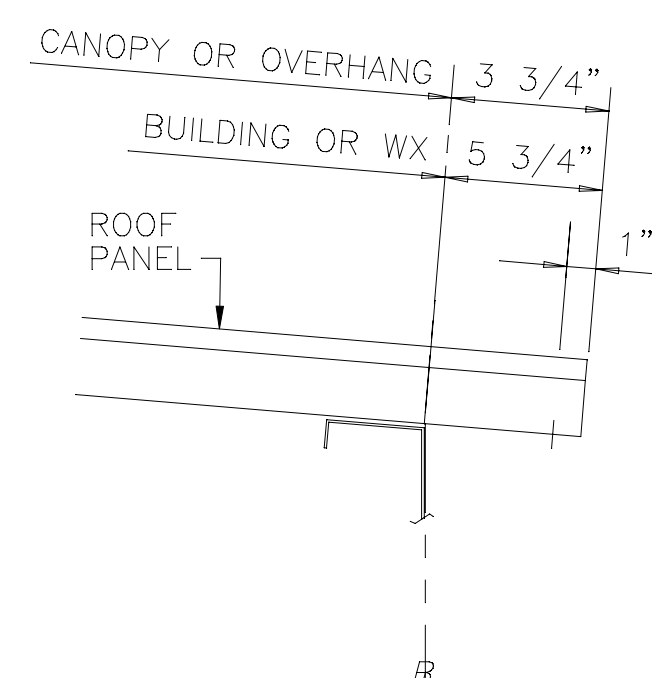 CANOPY OR OVERHANG 3 3/4"
BUILDING OR WX 5 3/4"
1"
ROOF
PANEL